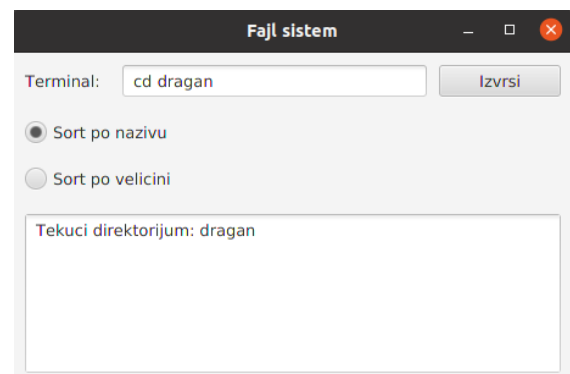 Fajl sistem
Terminal: cd dragan Izvrsi
Sort po nazivu
Sort po velicini
Tekuci direktorijum: dragan